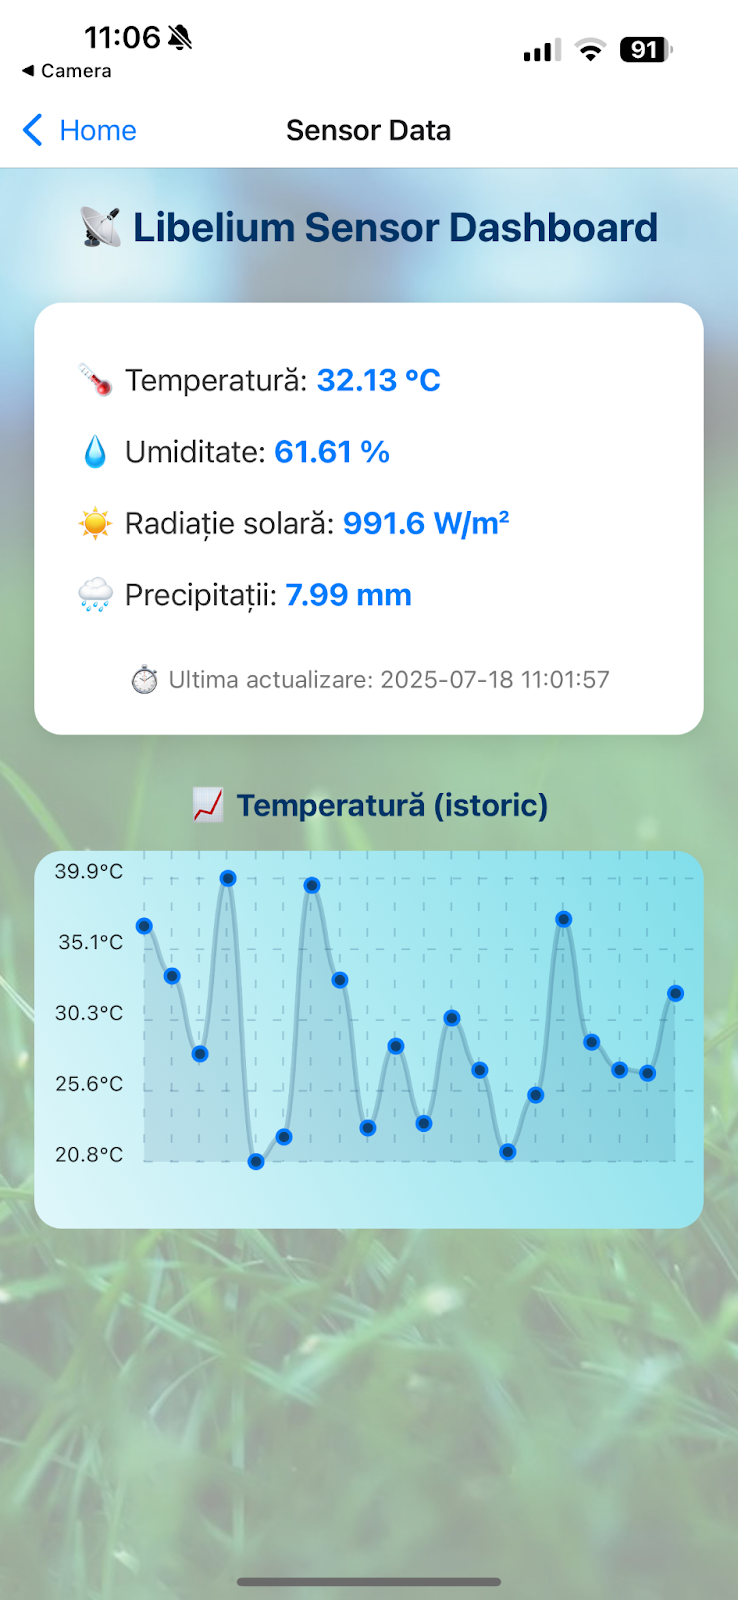 11:06
91
◀ Camera
Home
Sensor Data
Libelium Sensor Dashboard
Temperatură: 32.13 °C
Umiditate: 61.61 %
Radiație solară: 991.6 W/m²
Precipitații: 7.99 mm
Ultima actualizare: 2025-07-18 11:01:57
Temperatură (istoric)
39.9°C
35.1°C
30.3°C
25.6°C
20.8°C